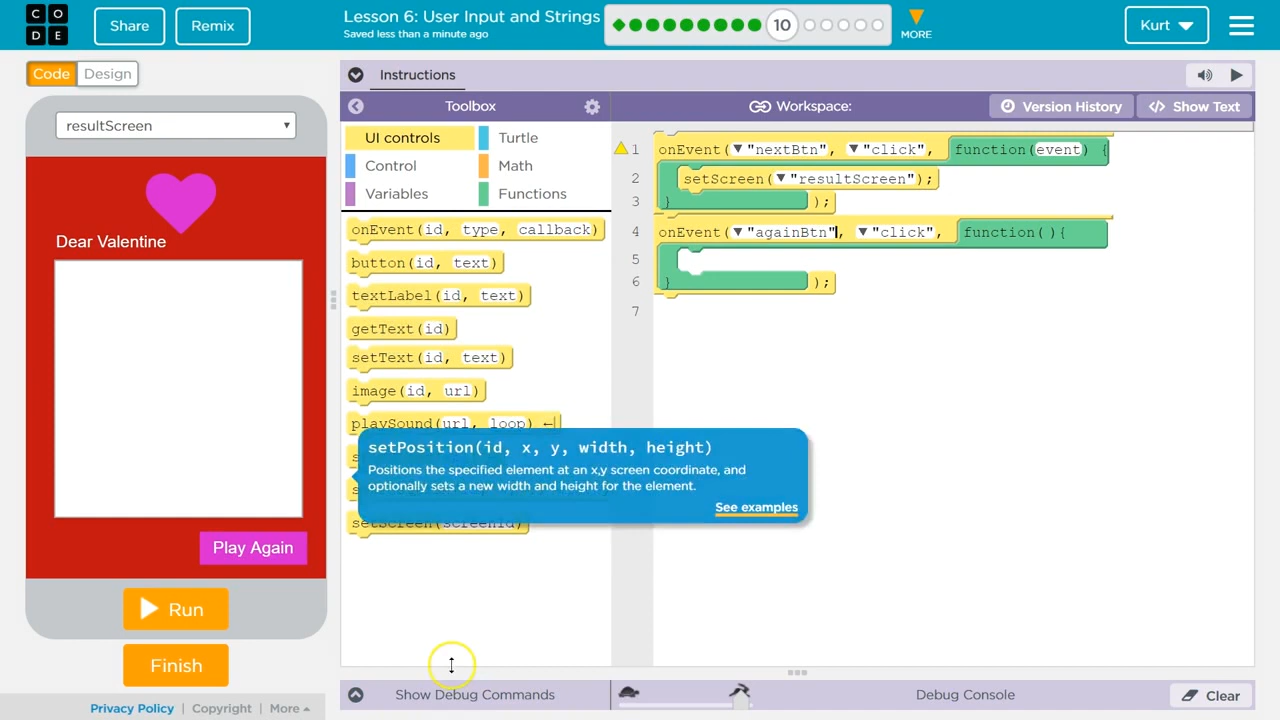 C O
D E
Share
Remix
Lesson 6: User Input and Strings
Saved less than a minute ago
10
MORE
Kurt
Code
Design
Instructions
Toolbox
Workspace:
Version History
Show Text
resultScreen
Dear Valentine
Play Again
Run
Finish
UI controls
Turtle
Control
Math
Variables
Functions
onEvent(id, type, callback)
button(id, text)
textLabel(id, text)
getText(id)
setText(id, text)
image(id, url)
playSound(url, loop)
setPosition(id, x, y, width, height)
Positions the specified element at an x,y screen coordinate, and
optionally sets a new width and height for the element.
See examples
setScreen(screenId)
1 onEvent( "nextBtn", "click", function(event) {
2 setScreen( "resultScreen");
3 } );
4 onEvent( "againBtn", "click", function( ){
5
6 } );
7
Show Debug Commands
Debug Console
Clear
Privacy Policy | Copyright | More